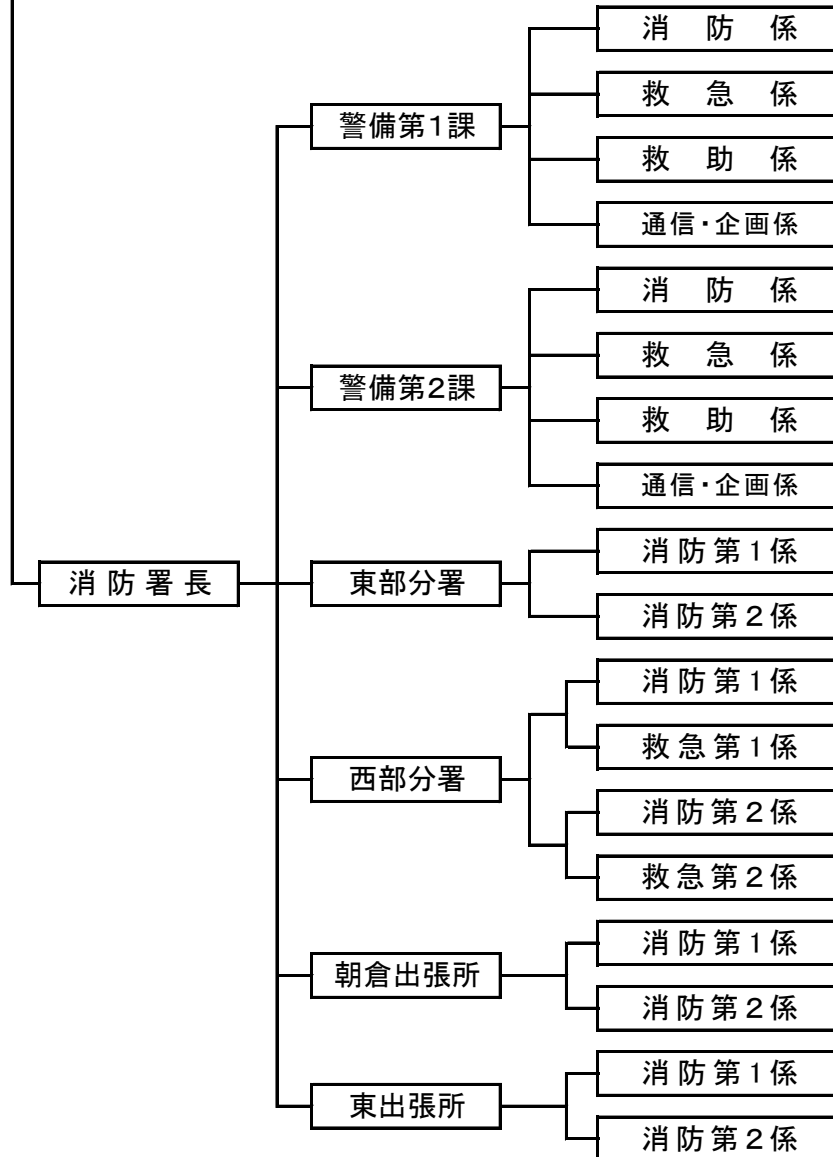 消防係
救急係
警備第1課
救助係
通信・企画係
消防係
救急係
警備第2課
救助係
通信・企画係
消防第1係
消防署長
東部分署
消防第2係
消防第1係
救急第1係
西部分署
消防第2係
救急第2係
消防第1係
朝倉出張所
消防第2係
消防第1係
東出張所
消防第2係